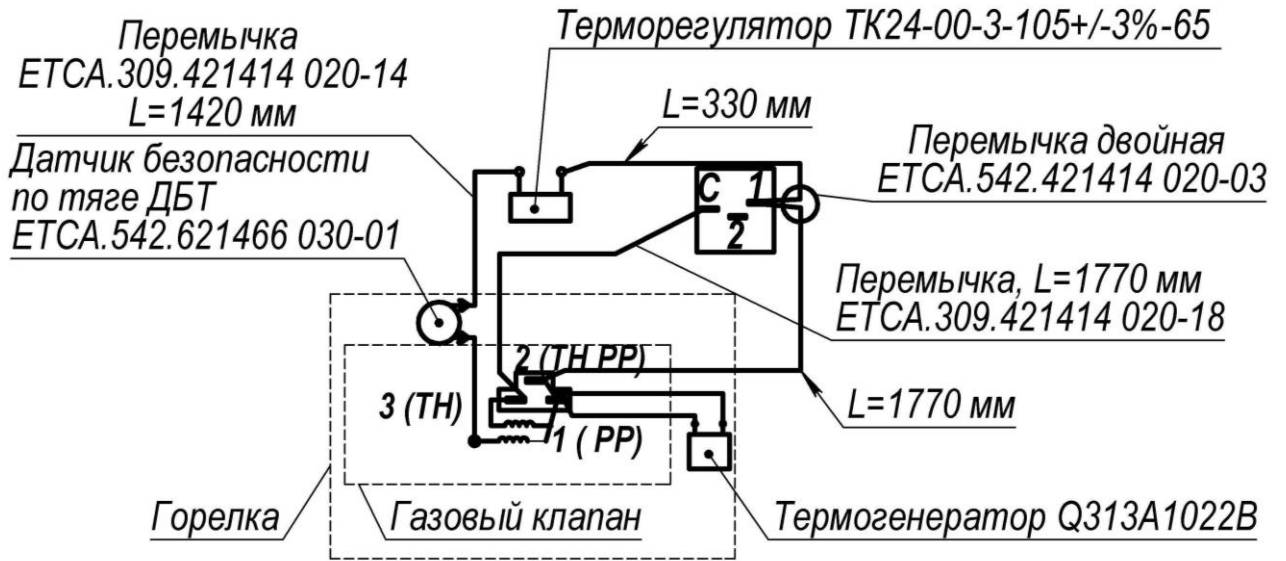 Перемычка
ЕТСА.309.421414 020-14
L=1420 мм
Датчик безопасности
по тяге ДБТ
ЕТСА.542.621466 030-01
Терморегулятор ТК24-00-3-105+/-3%-65
L=330 мм
Перемычка двойная
ЕТСА.542.421414 020-03
С 1
2
Перемычка, L=1770 мм
ЕТСА.309.421414 020-18
2 (ТН РР)
3 (ТН)
1 ( РР)
L=1770 мм
Горелка
Газовый клапан
Термогенератор Q313A1022B